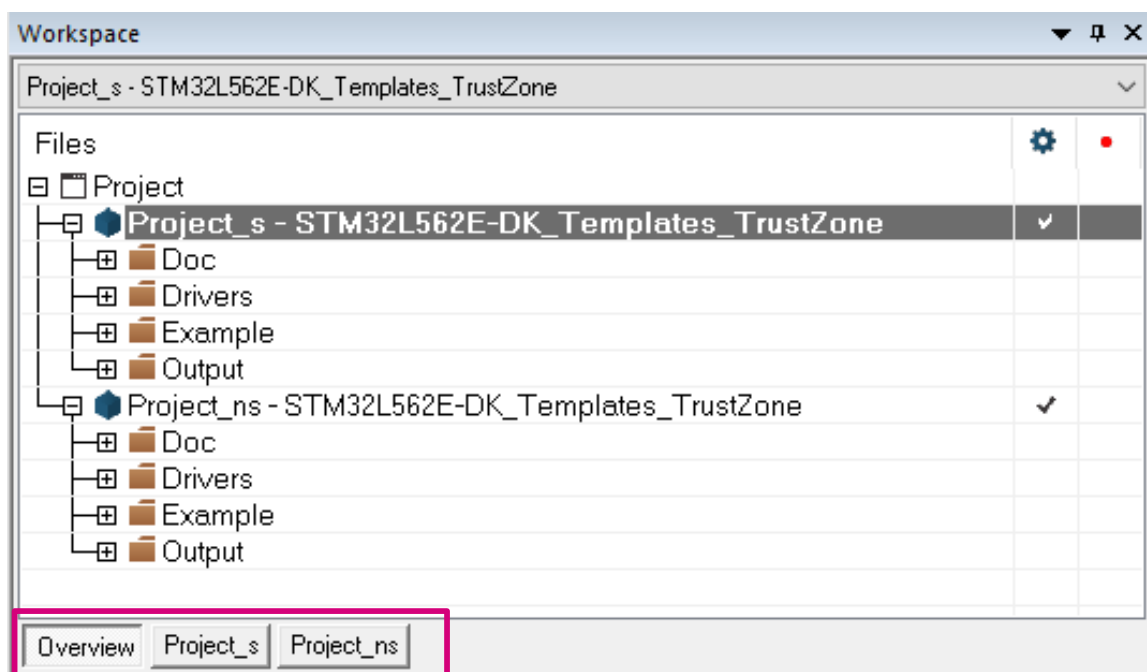 Workspace
Project_s - STM32L562E-DK_Templates_TrustZone
Files
Project
Project_s - STM32L562E-DK_Templates_TrustZone
Doc
Drivers
Example
Output
Project_ns - STM32L562E-DK_Templates_TrustZone
Doc
Drivers
Example
Output
Overview Project_s Project_ns